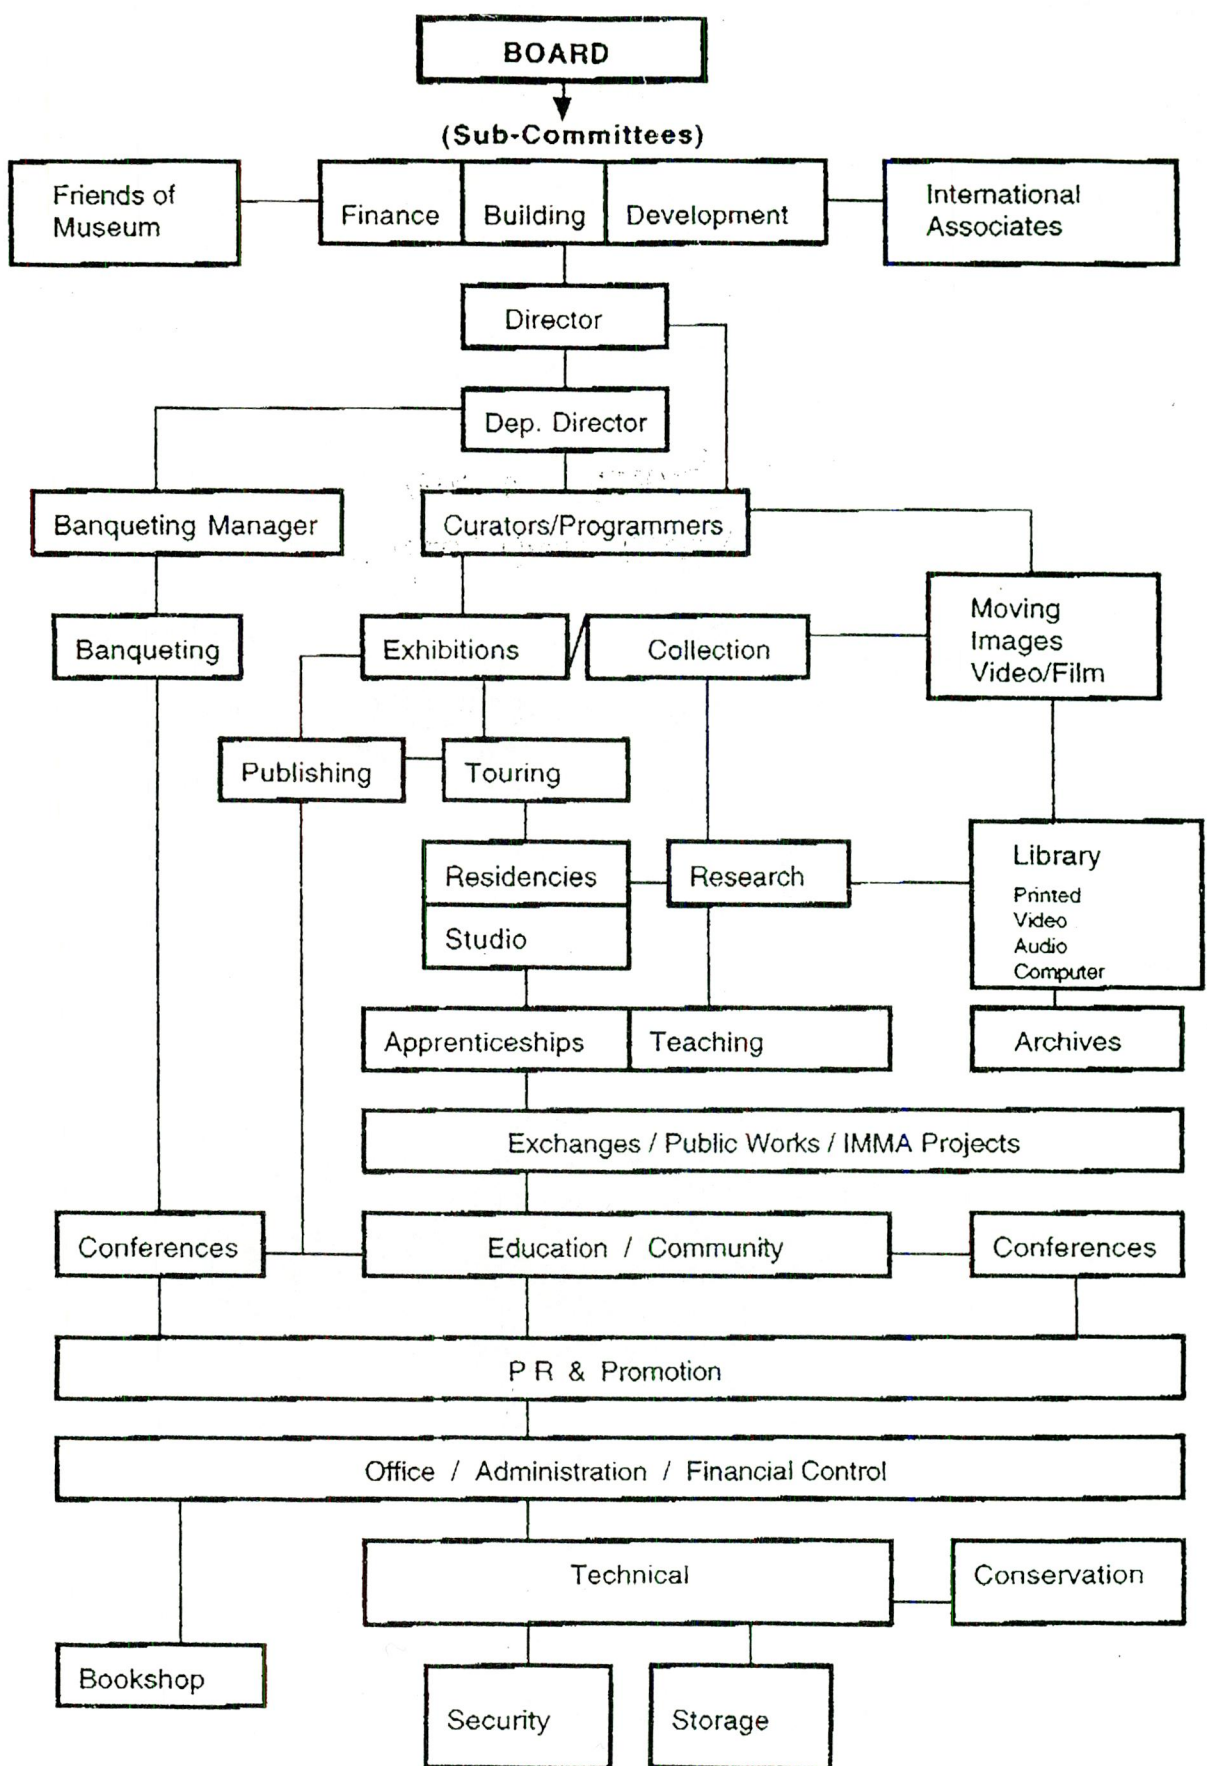 BOARD
(Sub-Committees)
Friends of
Museum
Finance
Building
Development
International
Associates
Director
Dep. Director
Banqueting Manager
Curators/Programmers
Moving
Images
Video/Film
Banqueting
Exhibitions
Collection
Publishing
Touring
Residencies
Studio
Research
Library
Printed
Video
Audio
Computer
Apprenticeships
Teaching
Archives
Exchanges / Public Works / IMMA Projects
Conferences
Education / Community
Conferences
P R & Promotion
Office / Administration / Financial Control
Technical
Conservation
Bookshop
Security
Storage